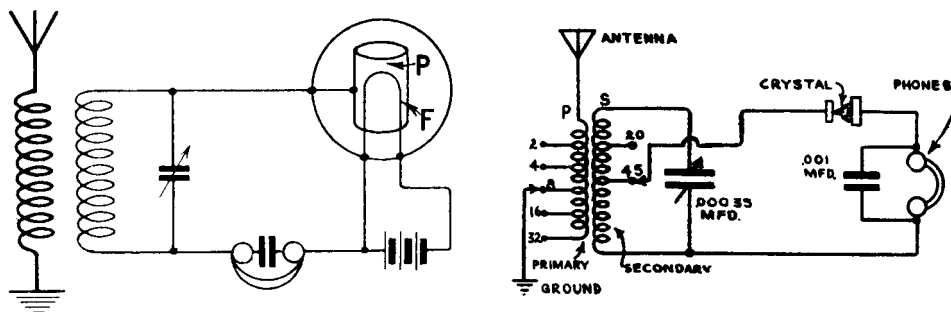 P
F
ANTENNA
CRYSTAL
PHONES
P
S
2
4
8
16
32
20
45
.00035
MFD.
.001
MFD.
PRIMARY
SECONDARY
GROUND